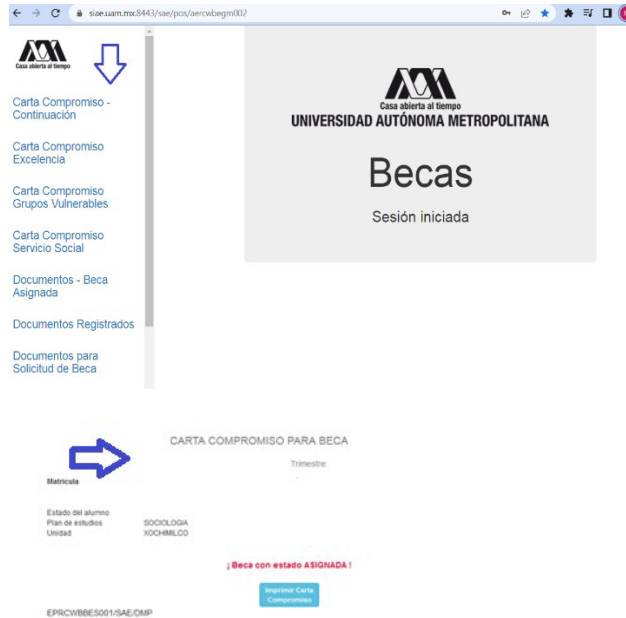 siae.uam.mx:8443/sae/pos/aercwbegm002
Casa abierta al tiempo
Carta Compromiso -
Continuación
Carta Compromiso
Excelencia
Carta Compromiso
Grupos Vulnerables
Carta Compromiso
Servicio Social
Documentos - Beca
Asignada
Documentos Registrados
Documentos para
Solicitud de Beca
Casa abierta al tiempo
UNIVERSIDAD AUTÓNOMA METROPOLITANA
Becas
Sesión iniciada
CARTA COMPROMISO PARA BECA
Trimestre
Matricula
Estado del alumno
Plan de estudios SOCIOLOGIA
Unidad XOCHIMILCO
¡ Beca con estado ASIGNADA !
Imprimir Carta
Compromiso
EPRCWBBES001/SAE/DMP